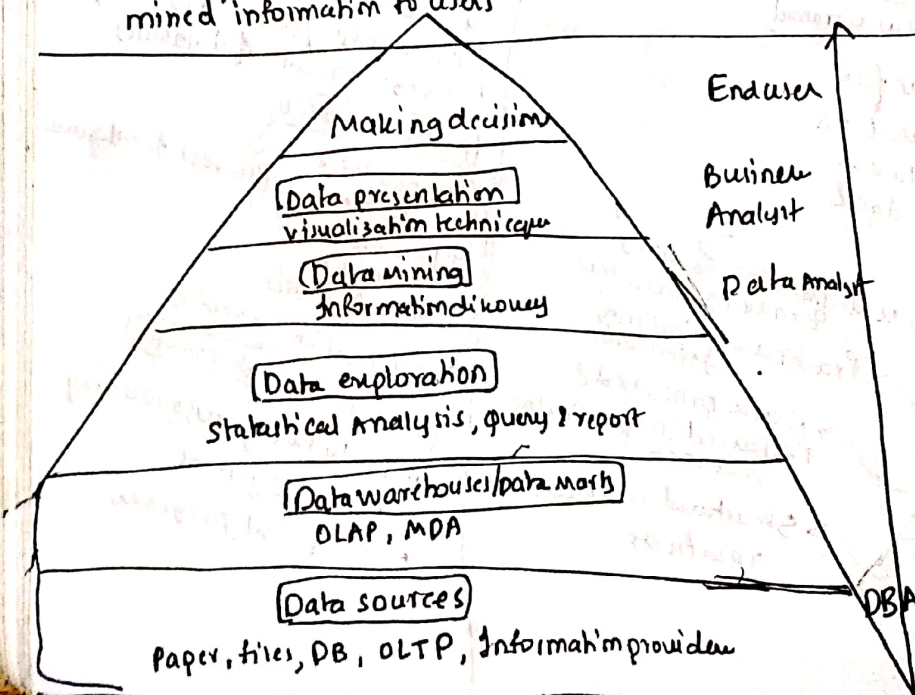 mined information to users
Making decision
Enduser
Data presentation
visualisation techniques
Business
Analyst
Data mining
Information discovery
Data Analyst
Data exploration
Statastical Analysis, Query & report
Data warehouses/Data Marts
OLAP, MDA
Data sources
DBA
Paper, files, DB, OLTP, Information providers